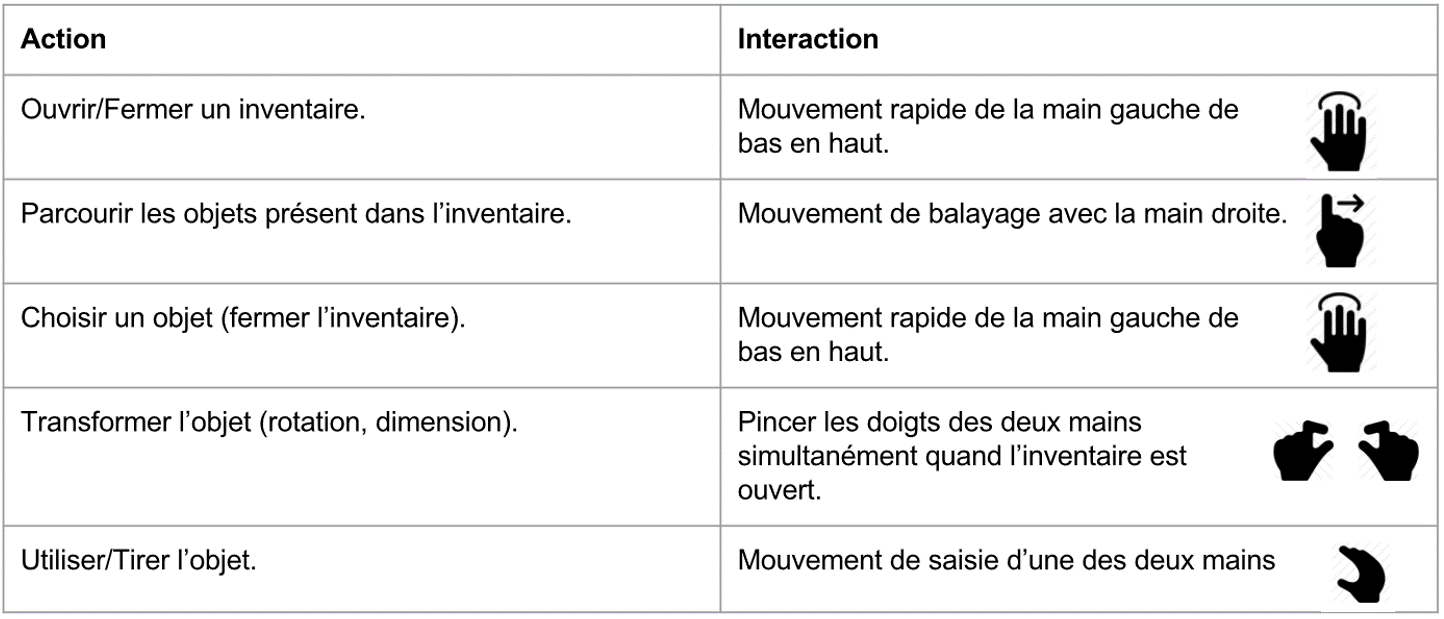 Action
Interaction
Ouvrir/Fermer un inventaire.
Mouvement rapide de la main gauche de
bas en haut.
Parcourir les objets présent dans l’inventaire.
Mouvement de balayage avec la main droite.
Choisir un objet (fermer l’inventaire).
Mouvement rapide de la main gauche de
bas en haut.
Transformer l’objet (rotation, dimension).
Pincer les doigts des deux mains
simultanément quand l’inventaire est
ouvert.
Utiliser/Tirer l’objet.
Mouvement de saisie d’une des deux mains